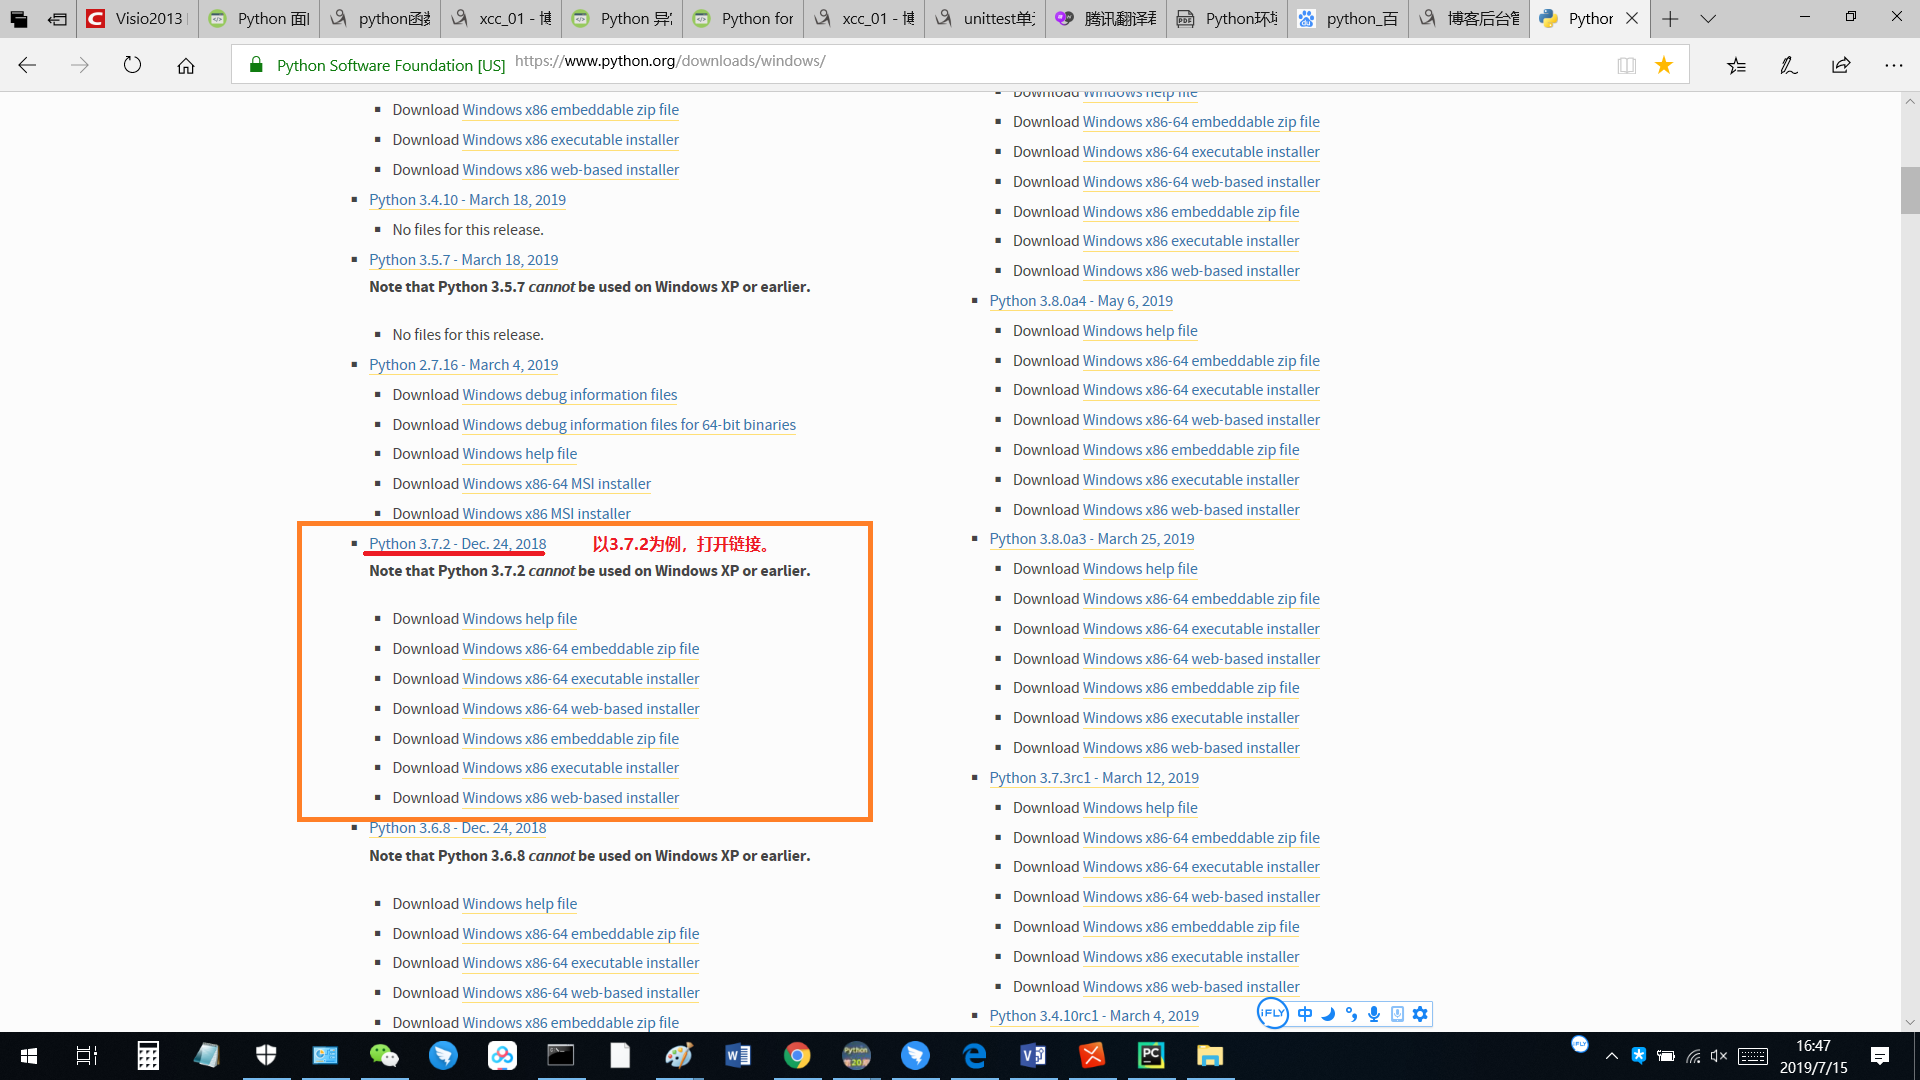 Visio2013
Python 面
python函数
xcc_01 - 博
Python 异常
Python for
xcc_01 - 博
unittest单元
腾讯翻译君
Python环境
python_百
博客后台管
Python
Python Software Foundation [US] https://www.python.org/downloads/windows/
Download Windows x86 embeddable zip file
Download Windows x86 executable installer
Download Windows x86 web-based installer
Python 3.4.10 - March 18, 2019
No files for this release.
Python 3.5.7 - March 18, 2019
Note that Python 3.5.7 cannot be used on Windows XP or earlier.
No files for this release.
Python 2.7.16 - March 4, 2019
Download Windows debug information files
Download Windows debug information files for 64-bit binaries
Download Windows help file
Download Windows x86-64 MSI installer
Download Windows x86 MSI installer
Python 3.7.2 - Dec. 24, 2018 以3.7.2为例，打开链接。
Note that Python 3.7.2 cannot be used on Windows XP or earlier.
Download Windows help file
Download Windows x86-64 embeddable zip file
Download Windows x86-64 executable installer
Download Windows x86-64 web-based installer
Download Windows x86 embeddable zip file
Download Windows x86 executable installer
Download Windows x86 web-based installer
Python 3.6.8 - Dec. 24, 2018
Note that Python 3.6.8 cannot be used on Windows XP or earlier.
Download Windows help file
Download Windows x86-64 embeddable zip file
Download Windows x86-64 executable installer
Download Windows x86-64 web-based installer
Download Windows x86 embeddable zip file
Download Windows help file
Download Windows x86-64 embeddable zip file
Download Windows x86-64 executable installer
Download Windows x86-64 web-based installer
Download Windows x86 embeddable zip file
Download Windows x86 executable installer
Download Windows x86 web-based installer
Python 3.8.0a4 - May 6, 2019
Download Windows help file
Download Windows x86-64 embeddable zip file
Download Windows x86-64 executable installer
Download Windows x86-64 web-based installer
Download Windows x86 embeddable zip file
Download Windows x86 executable installer
Download Windows x86 web-based installer
Python 3.8.0a3 - March 25, 2019
Download Windows help file
Download Windows x86-64 embeddable zip file
Download Windows x86-64 executable installer
Download Windows x86-64 web-based installer
Download Windows x86 embeddable zip file
Download Windows x86 executable installer
Download Windows x86 web-based installer
Python 3.7.3rc1 - March 12, 2019
Download Windows help file
Download Windows x86-64 embeddable zip file
Download Windows x86-64 executable installer
Download Windows x86-64 web-based installer
Download Windows x86 embeddable zip file
Download Windows x86 executable installer
Download Windows x86 web-based installer
Python 3.4.10rc1 - March 4, 2019
iFLY 中
16:47
2019/7/15